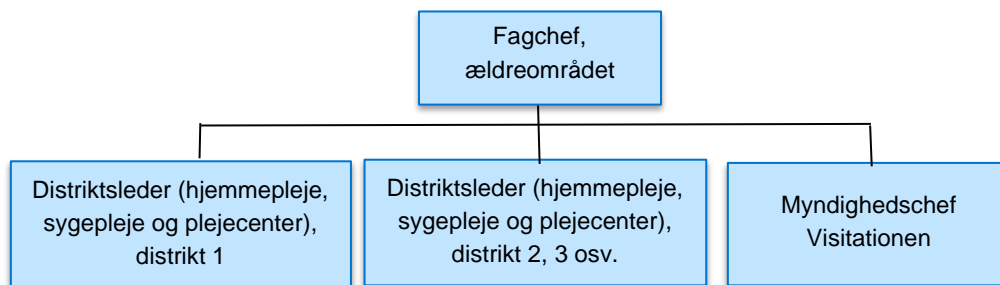 Fagchef,
ældreområdet
Distriktsleder (hjemmepleje,
sygepleje og plejecenter),
distrikt 1
Distriktsleder (hjemmepleje,
sygepleje og plejecenter),
distrikt 2, 3 osv.
Myndighedschef
Visitationen